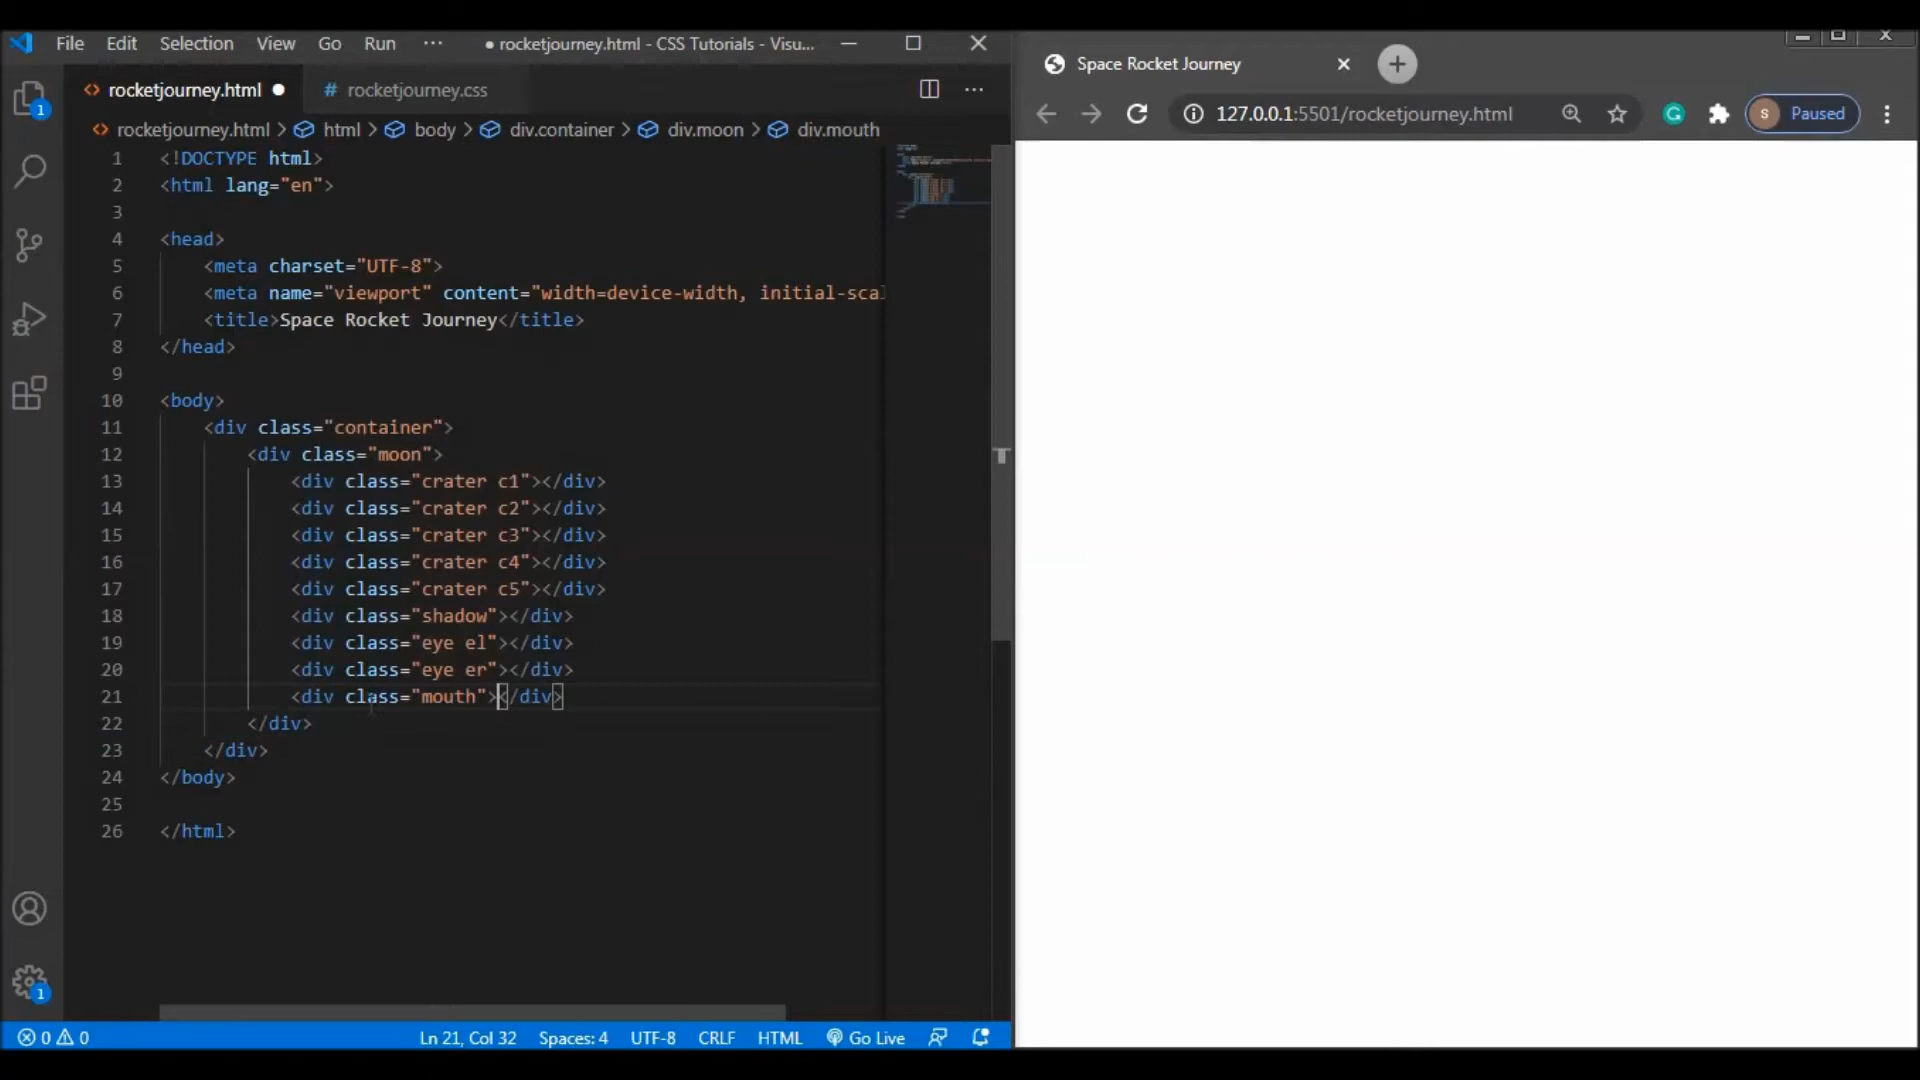 File Edit Selection View Go Run ··· ● rocketjourney.html - CSS Tutorials - Visu...
<> rocketjourney.html ● # rocketjourney.css ···
<> rocketjourney.html > html > body > div.container > div.moon > div.mouth
1 <!DOCTYPE html>
2 <html lang="en">
3
4 <head>
5 <meta charset="UTF-8">
6 <meta name="viewport" content="width=device-width, initial-scal
7 <title>Space Rocket Journey</title>
8 </head>
9
10 <body>
11 <div class="container">
12 <div class="moon">
13 <div class="crater c1"></div>
14 <div class="crater c2"></div>
15 <div class="crater c3"></div>
16 <div class="crater c4"></div>
17 <div class="crater c5"></div>
18 <div class="shadow"></div>
19 <div class="eye el"></div>
20 <div class="eye er"></div>
21 <div class="mouth"></div>
22 </div>
23 </div>
24 </body>
25
26 </html>
1
1
0 0 Ln 21, Col 32 Spaces: 4 UTF-8 CRLF HTML Go Live
Space Rocket Journey
127.0.0.1:5501/rocketjourney.html S Paused